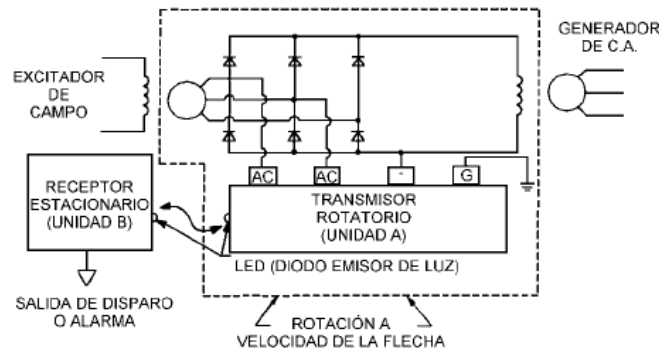 GENERADOR
DE C.A.
EXCITADOR
DE
CAMPO
AC
AC
-
G
RECEPTOR
ESTACIONARIO
(UNIDAD B)
TRANSMISOR
ROTATORIO
(UNIDAD A)
LED (DIODO EMISOR DE LUZ)
SALIDA DE DISPARO
O ALARMA
ROTACIÓN A
VELOCIDAD DE LA FLECHA